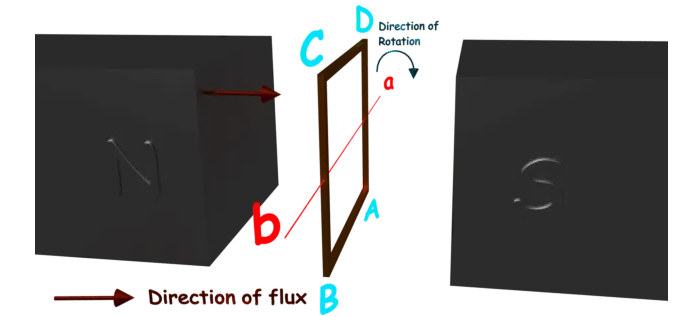 D
Direction of
Rotation
C
a
N
S
b
A
Direction of flux
B